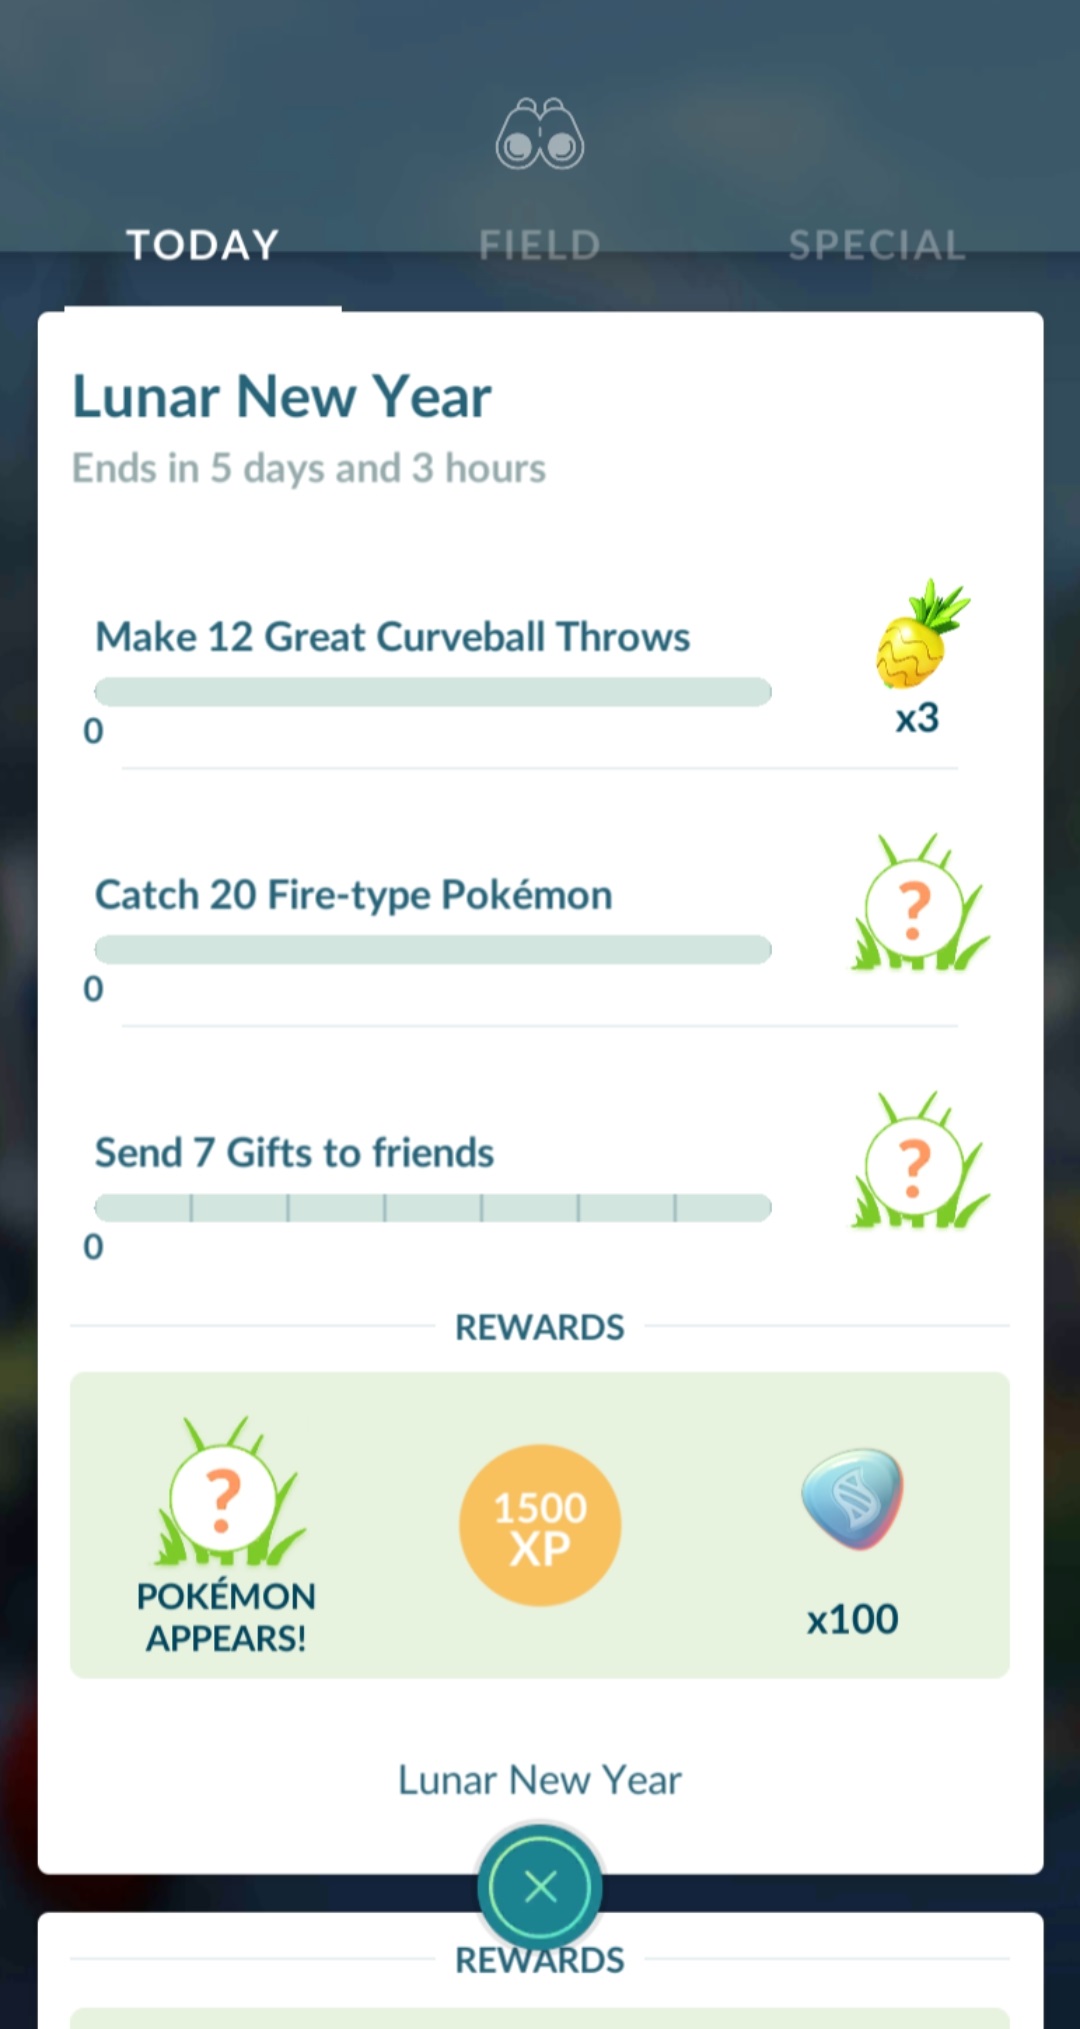 TODAY
FIELD
SPECIAL
Lunar New Year
Ends in 5 days and 3 hours
Make 12 Great Curveball Throws
0
x3
Catch 20 Fire-type Pokémon
0
?
Send 7 Gifts to friends
0
?
REWARDS
?
POKÉMON
APPEARS!
1500
XP
x100
Lunar New Year
REWARDS